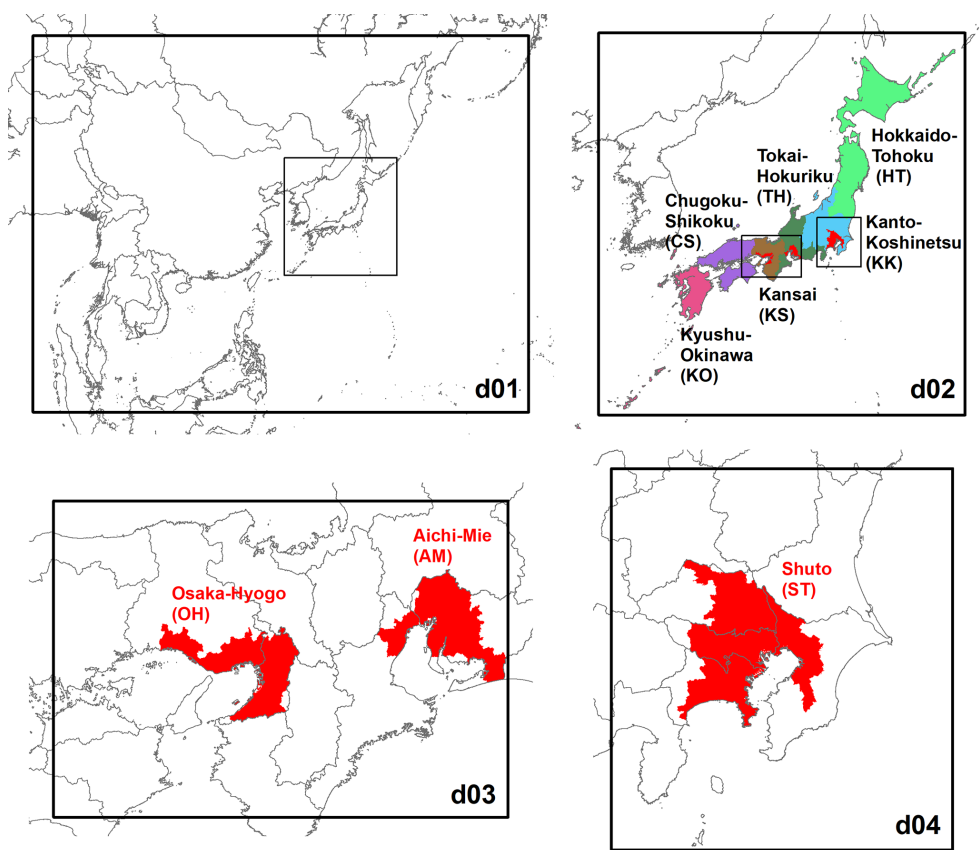 d01
Hokkaido-
Tohoku
(HT)
Tokai-
Hokuriku
(TH)
Chugoku-
Shikoku
(CS)
Kanto-
Koshinetsu
(KK)
Kansai
(KS)
Kyushu-
Okinawa
(KO)
d02
Aichi-Mie
(AM)
Osaka-Hyogo
(OH)
d03
Shuto
(ST)
d04